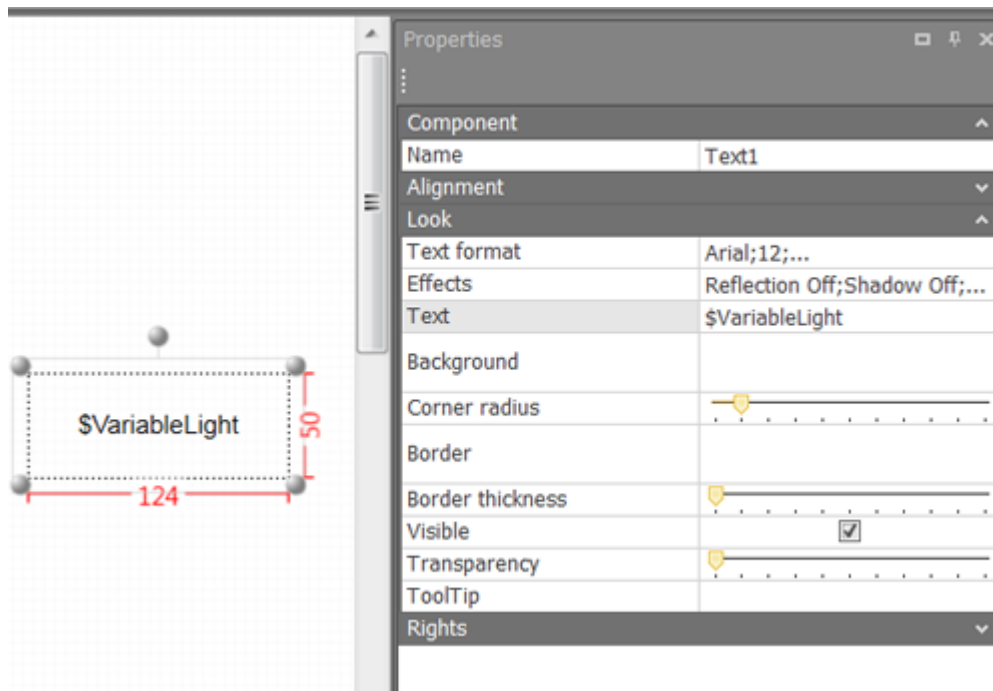 $VariableLight
50
124
Properties
Component
Name Text1
Alignment
Look
Text format Arial;12;...
Effects Reflection Off;Shadow Off;...
Text $VariableLight
Background
Corner radius
Border
Border thickness
Visible
Transparency
ToolTip
Rights